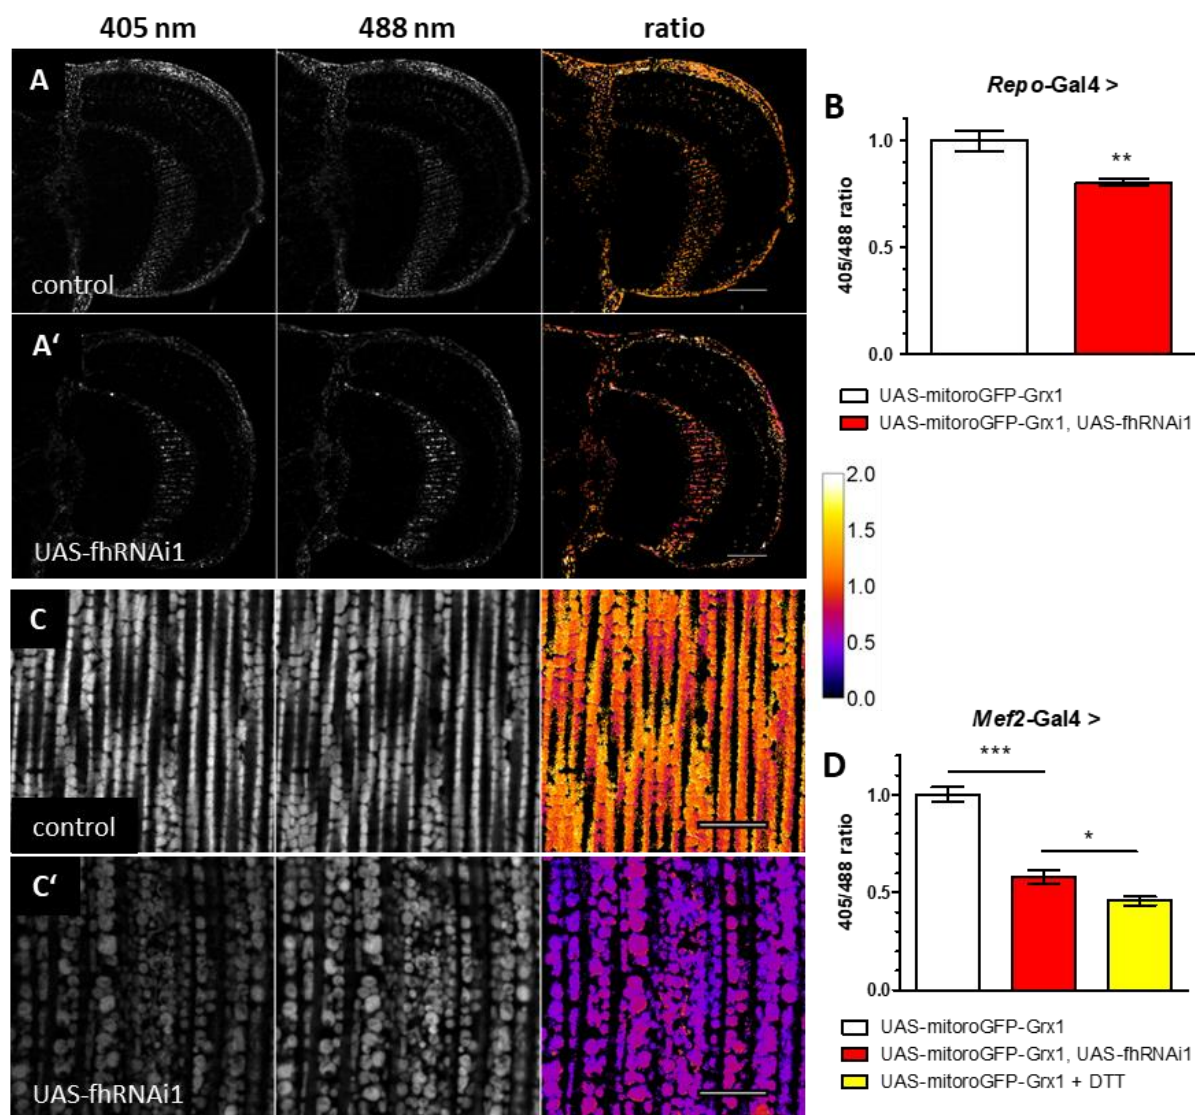 405 nm
488 nm
ratio
A
control
A‘
UAS-fhRNAi1
B
Repo-Gal4 >
405/488 ratio
1.0
0.5
0.0
**
UAS-mitoroGFP-Grx1
UAS-mitoroGFP-Grx1, UAS-fhRNAi1
2.0
1.5
1.0
0.5
0.0
C
control
C‘
UAS-fhRNAi1
D
Mef2-Gal4 >
405/488 ratio
1.0
0.5
0.0
***
*
UAS-mitoroGFP-Grx1
UAS-mitoroGFP-Grx1, UAS-fhRNAi1
UAS-mitoroGFP-Grx1 + DTT